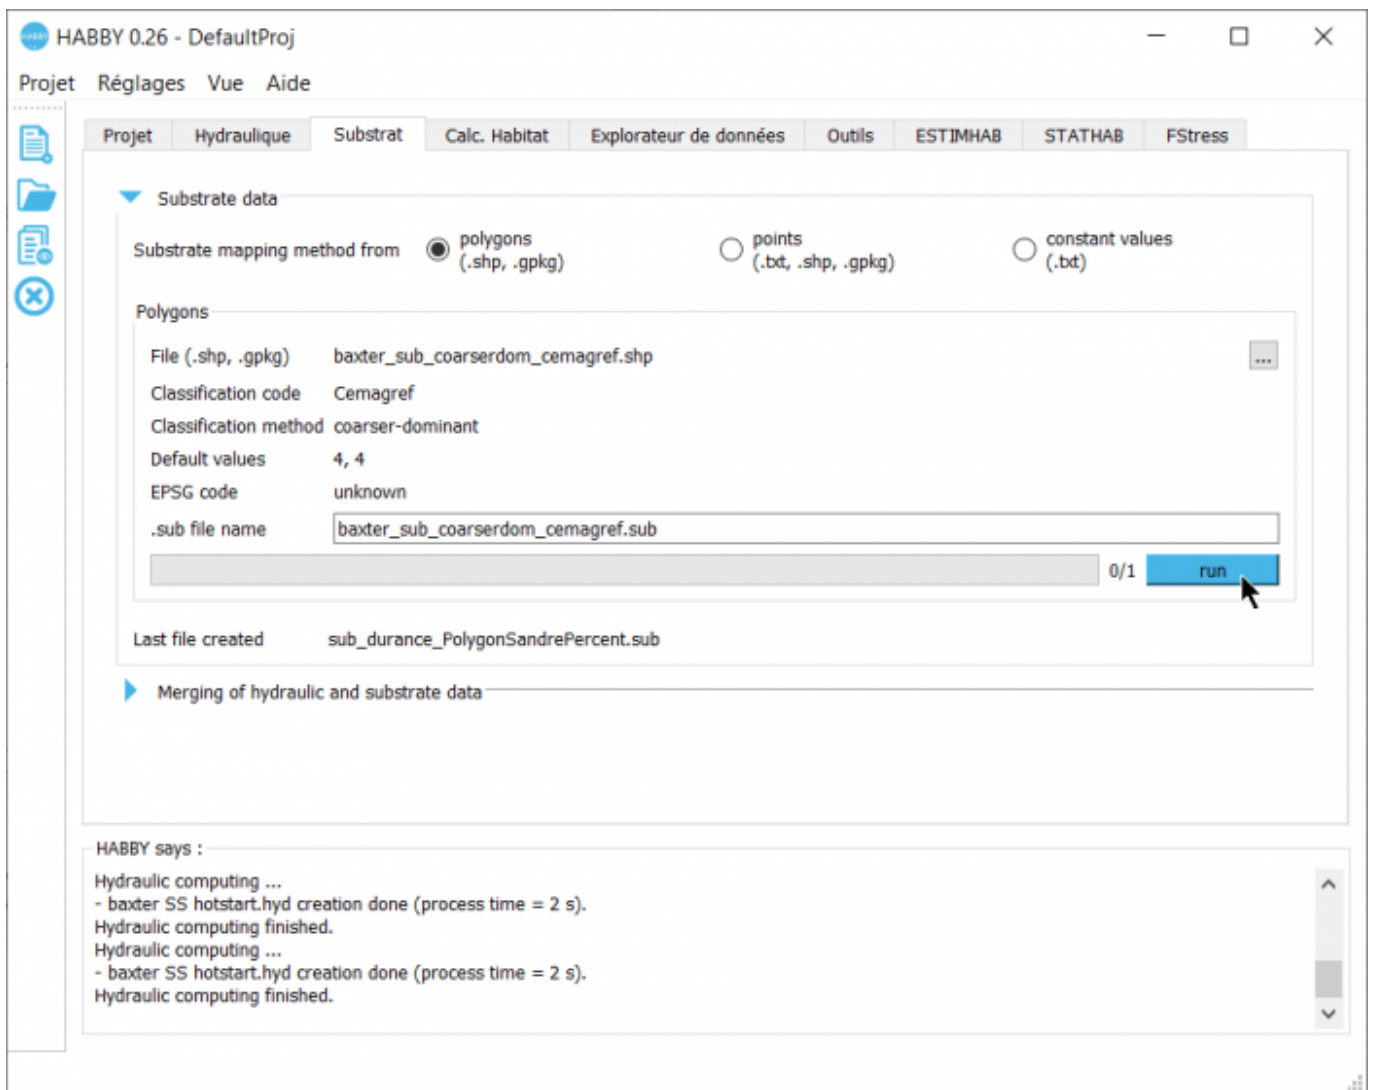 HABBY 0.26 - DefaultProj
Projet Réglages Vue Aide
Projet Hydraulique Substrat Calc. Habitat Explorateur de données Outils ESTIMHAB STATHAB FStress
Substrate data
Substrate mapping method from polygons (.shp, .gpkg) points (.txt, .shp, .gpkg) constant values (.txt)
Polygons
File (.shp, .gpkg) baxter_sub_coarserdom_cemagref.shp ...
Classification code Cemagref
Classification method coarser-dominant
Default values 4, 4
EPSG code unknown
.sub file name baxter_sub_coarserdom_cemagref.sub
0/1 run
Last file created sub_durance_PolygonSandrePercent.sub
Merging of hydraulic and substrate data
HABBY says :
Hydraulic computing ...
- baxter SS hotstart.hyd creation done (process time = 2 s).
Hydraulic computing finished.
Hydraulic computing ...
- baxter SS hotstart.hyd creation done (process time = 2 s).
Hydraulic computing finished.